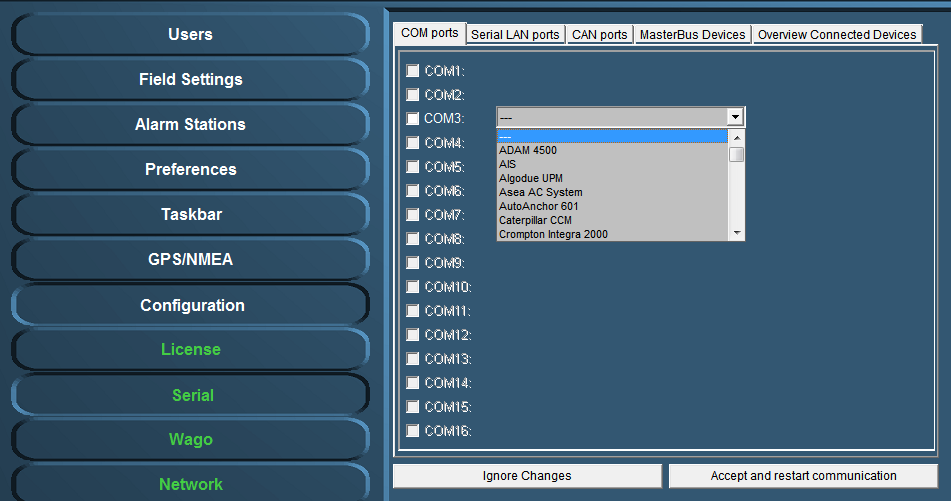 Users
Field Settings
Alarm Stations
Preferences
Taskbar
GPS/NMEA
Configuration
License
Serial
Wago
Network
COM ports
Serial LAN ports
CAN ports
MasterBus Devices
Overview Connected Devices
COM1:
COM2:
COM3:
---
COM4:
COM5:
COM6:
COM7:
COM8:
COM9:
COM10:
COM11:
COM12:
COM13:
COM14:
COM15:
COM16:
---
ADAM 4500
AIS
Algodue UPM
Asea AC System
AutoAnchor 601
Caterpillar CCM
Crompton Integra 2000
Ignore Changes
Accept and restart communication